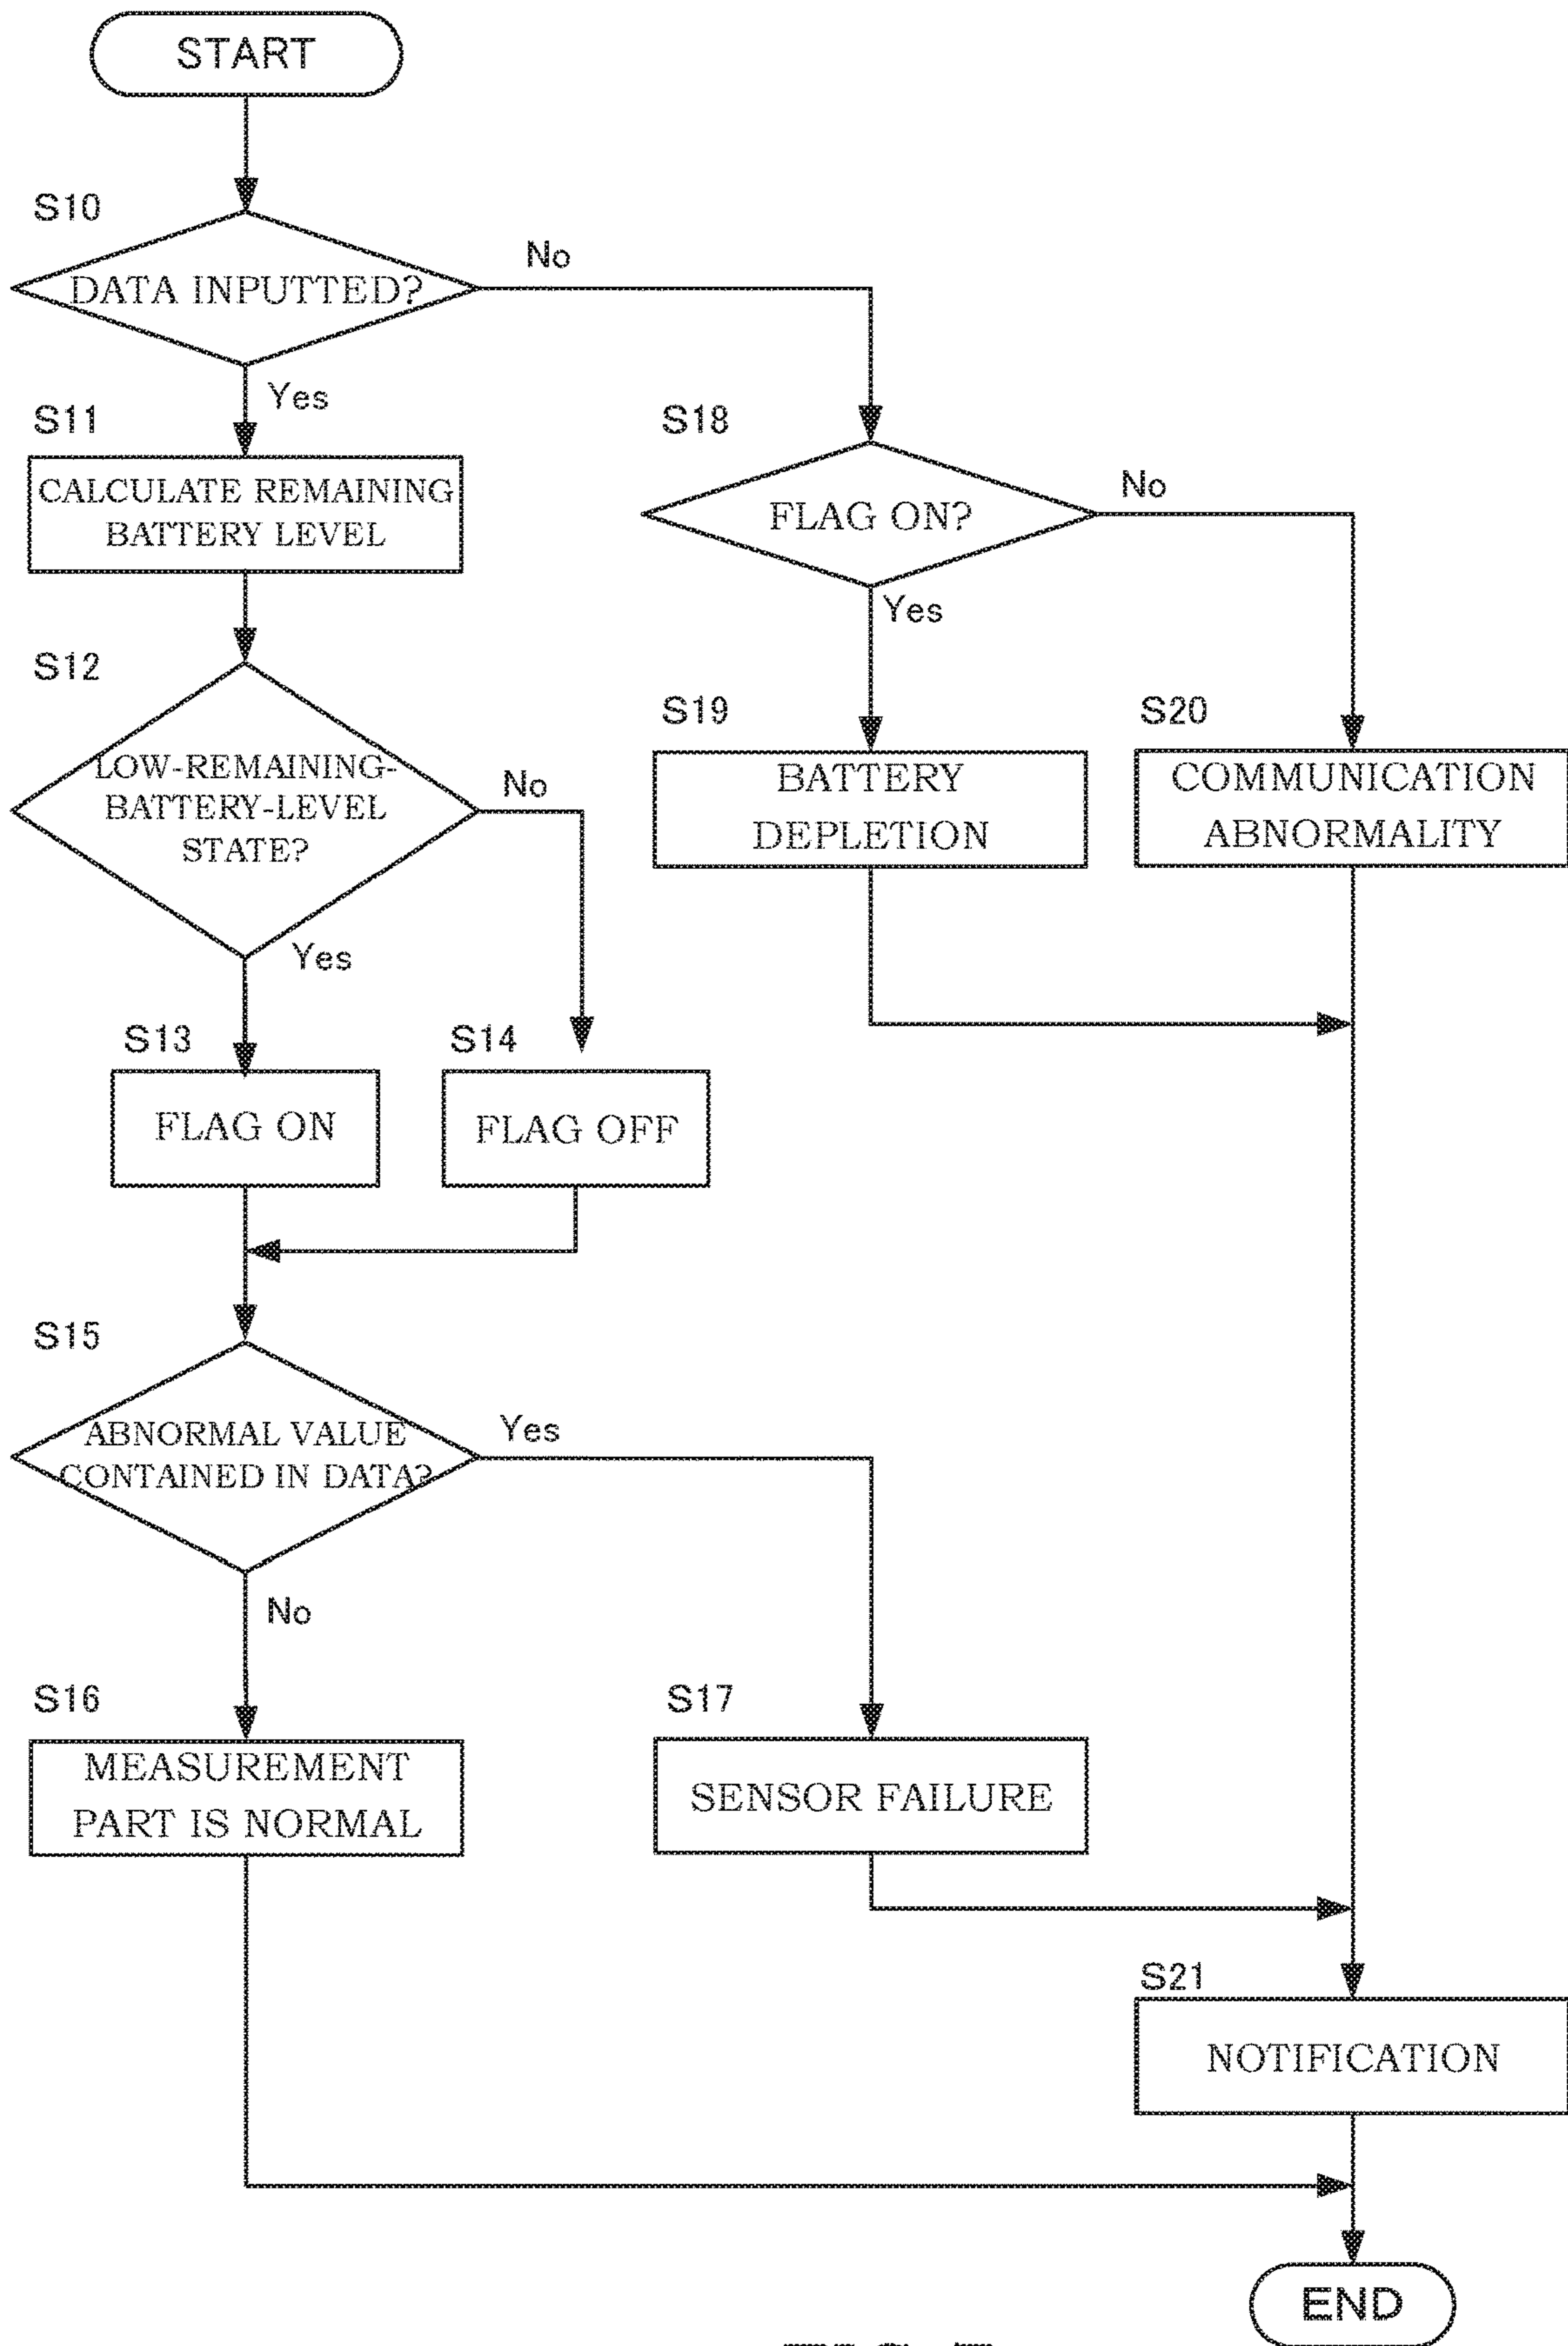 START
S10
DATA INPUTTED?
No
Yes
S11
CALCULATE REMAINING
BATTERY LEVEL
S18
FLAG ON?
No
Yes
S12
LOW-REMAINING-
BATTERY-LEVEL
STATE?
No
Yes
S19
BATTERY
DEPLETION
S20
COMMUNICATION
ABNORMALITY
S13
FLAG ON
S14
FLAG OFF
S15
ABNORMAL VALUE
CONTAINED IN DATA?
Yes
No
S16
MEASUREMENT
PART IS NORMAL
S17
SENSOR FAILURE
S21
NOTIFICATION
END